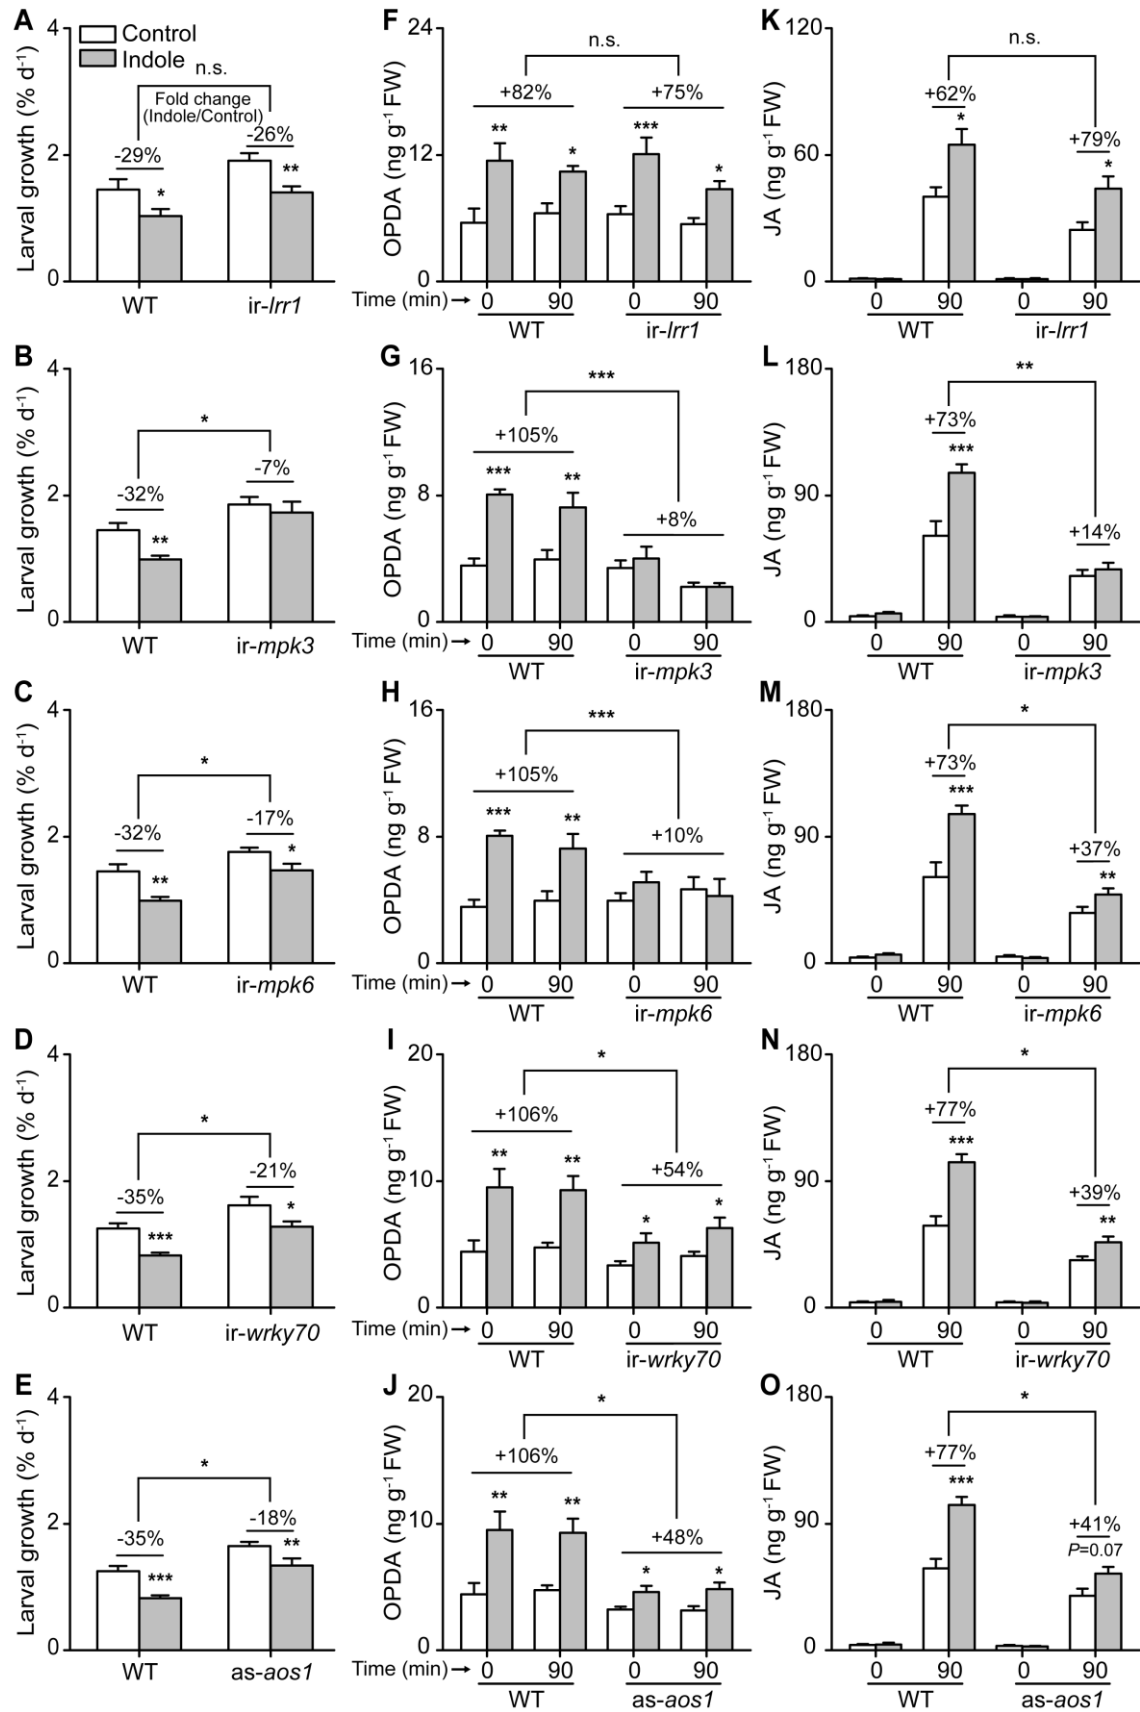 A
Larval growth (% d⁻¹)
4
2
0
Control
Indole
n.s.
Fold change
(Indole/Control)
-29%
*
-26%
**
WT
ir-lrr1
F
OPDA (ng g⁻¹ FW)
24
12
0
n.s.
+82%
+75%
**
*
***
*
Time (min)→ 0 90 0 90
WT
ir-lrr1
K
JA (ng g⁻¹ FW)
120
60
0
n.s.
+62%
*
+79%
*
0 90 0 90
WT
ir-lrr1
B
Larval growth (% d⁻¹)
4
2
0
*
-32%
**
-7%
WT
ir-mpk3
G
OPDA (ng g⁻¹ FW)
16
8
0
***
+105%
***
**
+8%
Time (min)→ 0 90 0 90
WT
ir-mpk3
L
JA (ng g⁻¹ FW)
180
90
0
**
+73%
***
+14%
0 90 0 90
WT
ir-mpk3
C
Larval growth (% d⁻¹)
4
2
0
*
-32%
**
-17%
*
WT
ir-mpk6
H
OPDA (ng g⁻¹ FW)
16
8
0
***
+105%
***
**
+10%
Time (min)→ 0 90 0 90
WT
ir-mpk6
M
JA (ng g⁻¹ FW)
180
90
0
*
+73%
***
+37%
**
0 90 0 90
WT
ir-mpk6
D
Larval growth (% d⁻¹)
4
2
0
*
-35%
***
-21%
*
WT
ir-wrky70
I
OPDA (ng g⁻¹ FW)
20
10
0
*
+106%
**
**
+54%
*
*
Time (min)→ 0 90 0 90
WT
ir-wrky70
N
JA (ng g⁻¹ FW)
180
90
0
*
+77%
***
+39%
**
0 90 0 90
WT
ir-wrky70
E
Larval growth (% d⁻¹)
4
2
0
*
-35%
***
-18%
**
WT
as-aos1
J
OPDA (ng g⁻¹ FW)
20
10
0
*
+106%
**
**
+48%
*
*
Time (min)→ 0 90 0 90
WT
as-aos1
O
JA (ng g⁻¹ FW)
180
90
0
*
+77%
***
+41%
P=0.07
0 90 0 90
WT
as-aos1